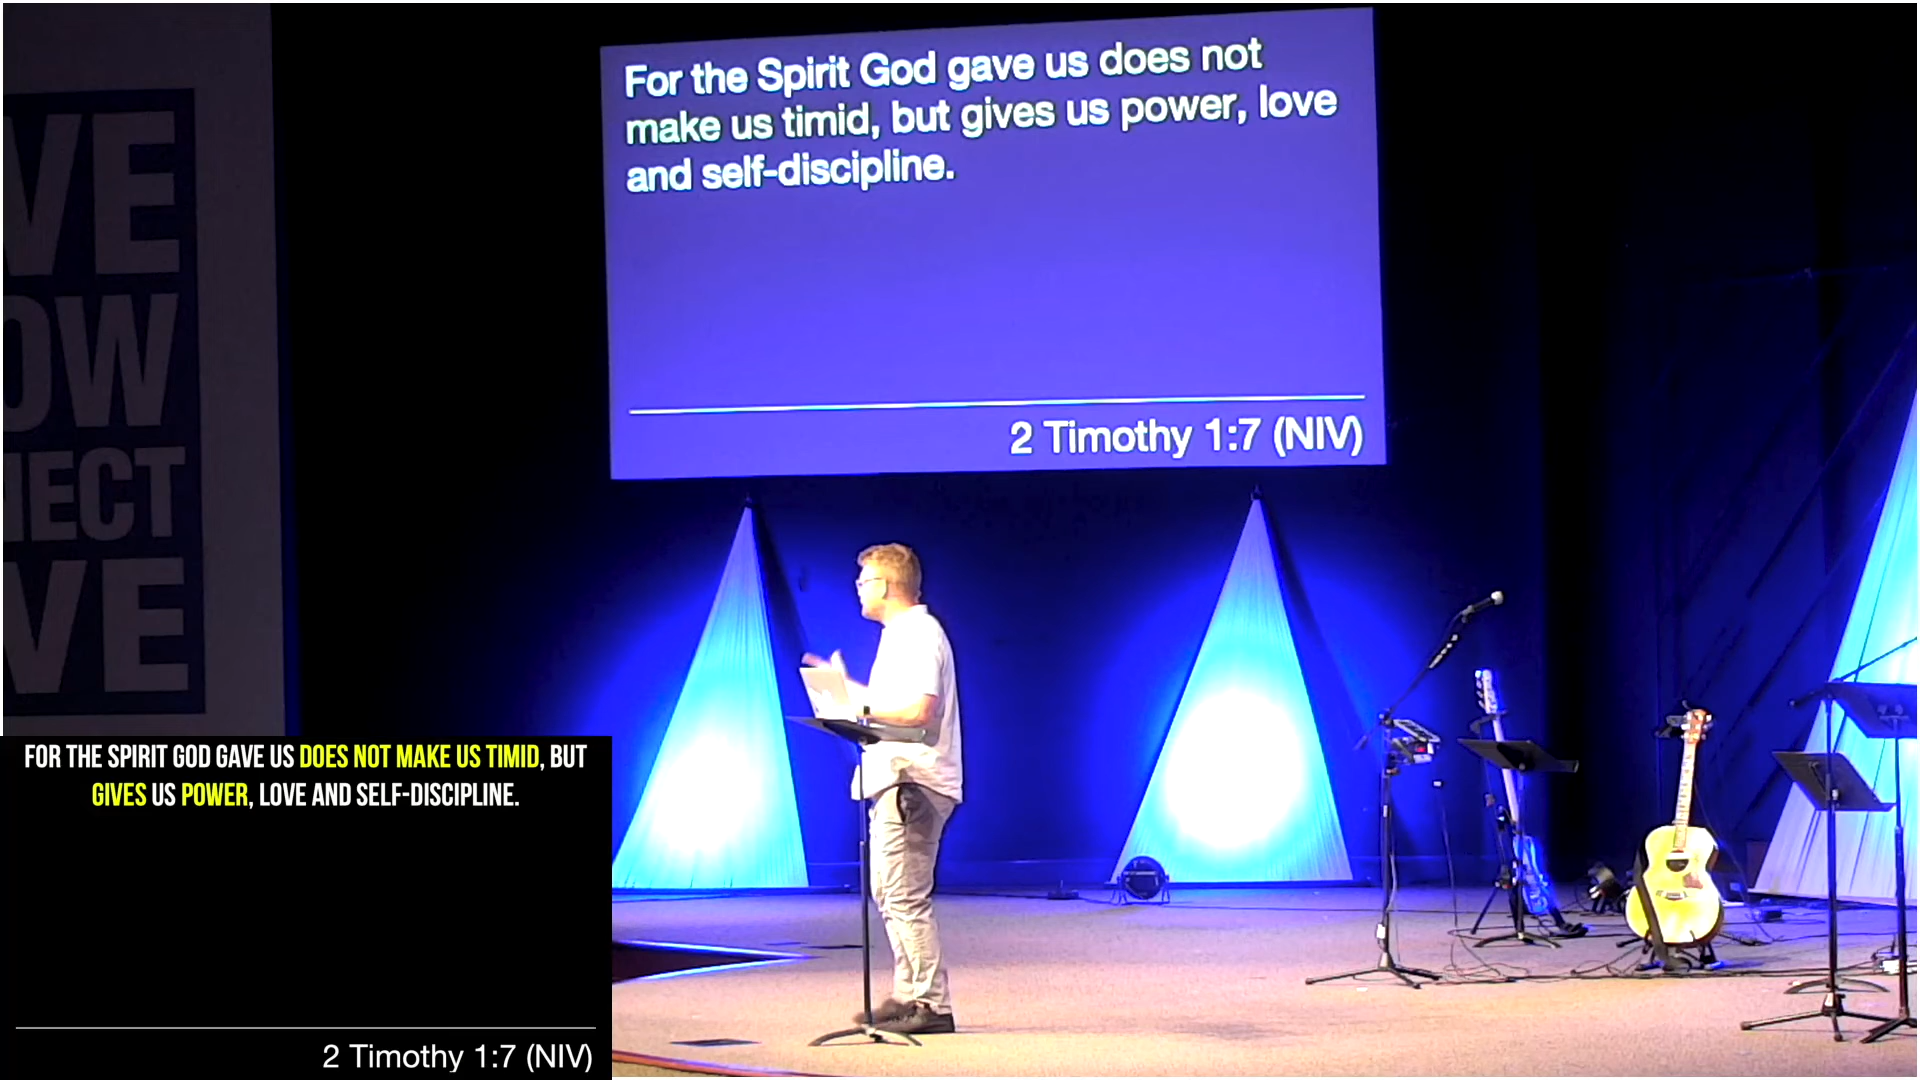 For the Spirit God gave us does not
make us timid, but gives us power, love
and self-discipline.
2 Timothy 1:7 (NIV)
VE
OW
NECT
VE
FOR THE SPIRIT GOD GAVE US DOES NOT MAKE US TIMID, BUT
GIVES US POWER, LOVE AND SELF-DISCIPLINE.
2 Timothy 1:7 (NIV)